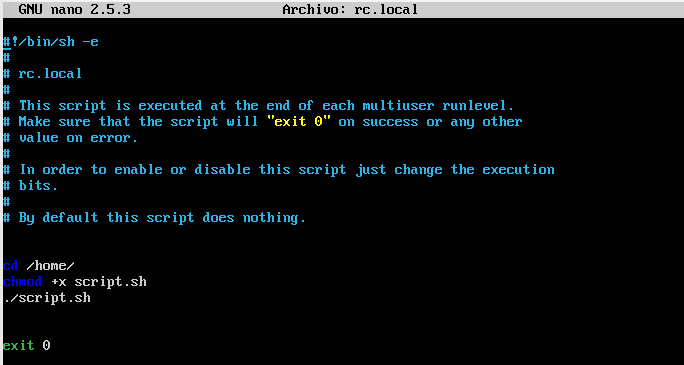 GNU nano 2.5.3 Archivo: rc.local
#!/bin/sh -e
#
# rc.local
#
# This script is executed at the end of each multiuser runlevel.
# Make sure that the script will "exit 0" on success or any other
# value on error.
#
# In order to enable or disable this script just change the execution
# bits.
#
# By default this script does nothing.
cd /home/
chmod +x script.sh
./script.sh
exit 0